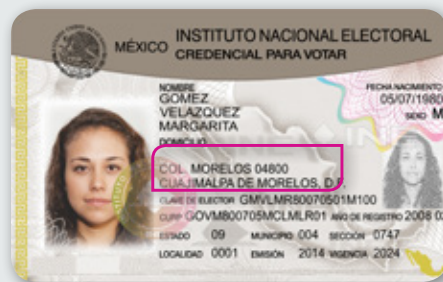 MÉXICO INSTITUTO NACIONAL ELECTORAL
CREDENCIAL PARA VOTAR
NOMBRE
GOMEZ
VELAZQUEZ
MARGARITA
FECHA NACIMIENTO
05/07/1980
SEXO M
DOMICILIO
COL. MORELOS 04800
CUAJIMALPA DE MORELOS, D.F.
CLAVE DE ELECTOR GMVLMR80070501M100
CURP GOVM800705MCLMLR01 AÑO DE REGISTRO 2008 02
ESTADO 09 MUNICIPIO 004 SECCIÓN 0747
LOCALIDAD 0001 EMISIÓN 2014 VIGENCIA 2024